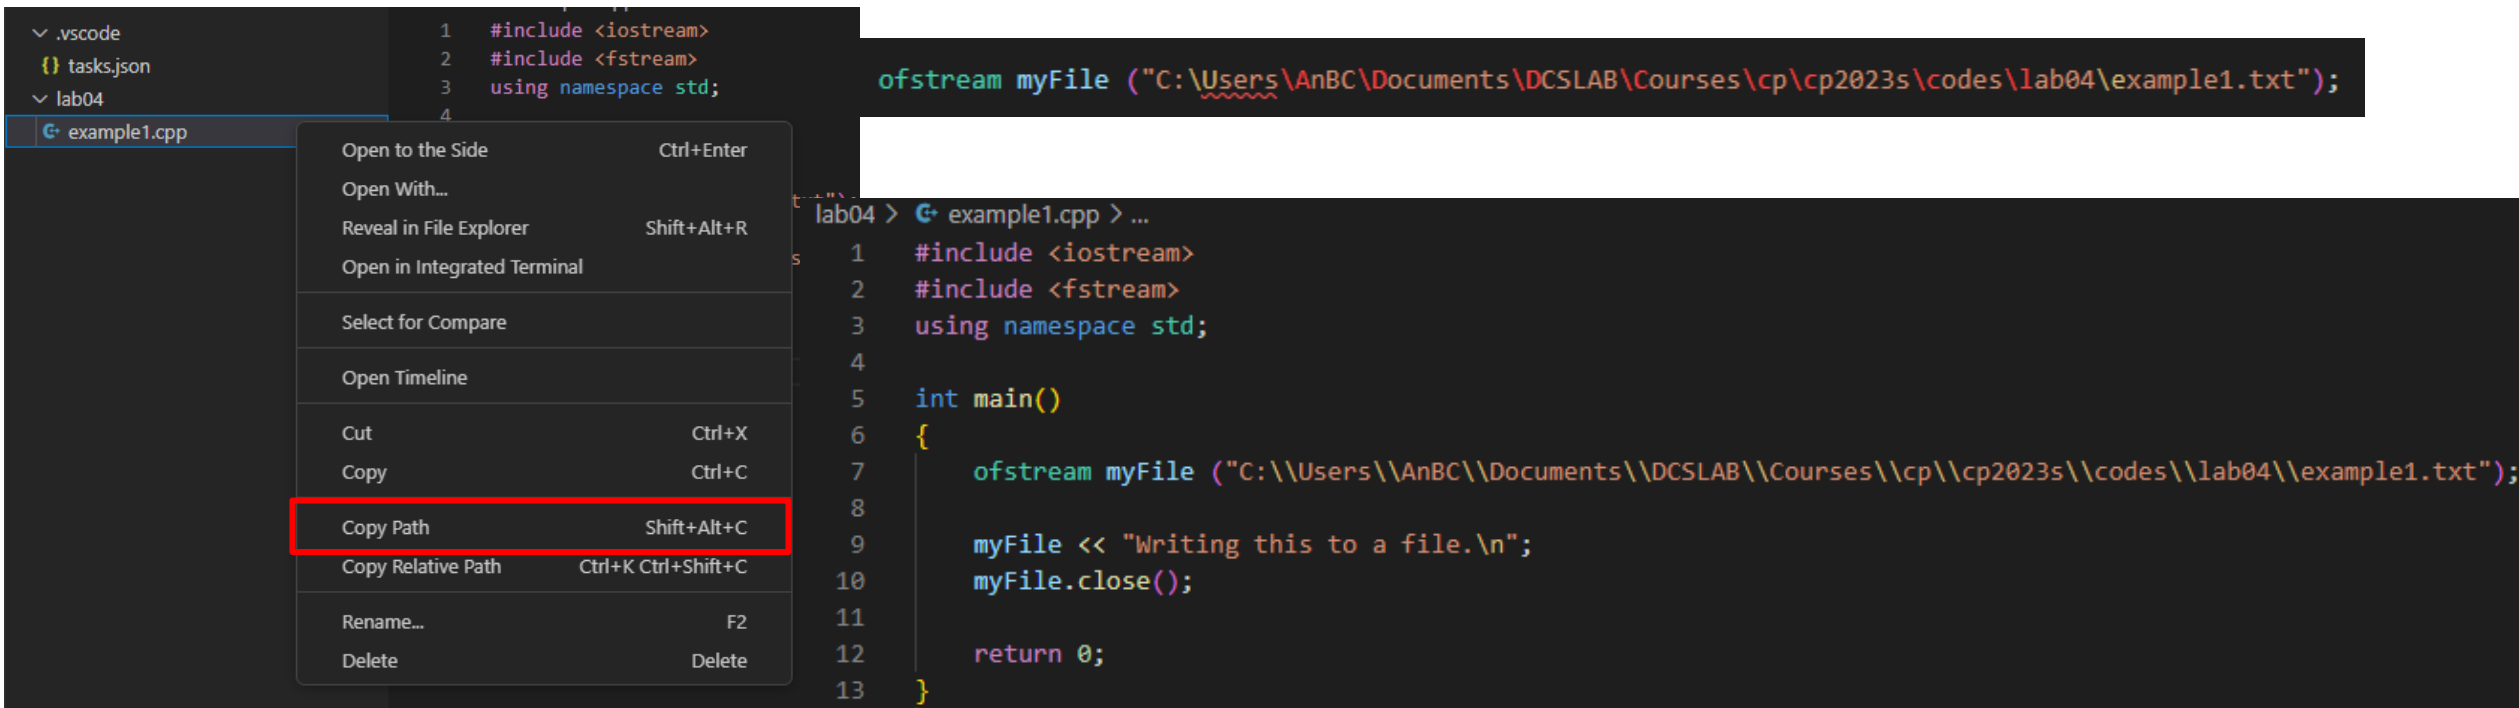 .vscode
{} tasks.json
lab04
example1.cpp
1 #include <iostream>
2 #include <fstream>
3 using namespace std;
4
Open to the Side Ctrl+Enter
Open With...
Reveal in File Explorer Shift+Alt+R
Open in Integrated Terminal
Select for Compare
Open Timeline
Cut Ctrl+X
Copy Ctrl+C
Copy Path Shift+Alt+C
Copy Relative Path Ctrl+K Ctrl+Shift+C
Rename... F2
Delete Delete
ofstream myFile ("C:\Users\AnBC\Documents\DCSLAB\Courses\cp\cp2023s\codes\lab04\example1.txt");
lab04 > example1.cpp > ...
1 #include <iostream>
2 #include <fstream>
3 using namespace std;
4
5 int main()
6 {
7 ofstream myFile ("C:\\Users\\AnBC\\Documents\\DCSLAB\\Courses\\cp\\cp2023s\\codes\\lab04\\example1.txt");
8
9 myFile << "Writing this to a file.\n";
10 myFile.close();
11
12 return 0;
13 }